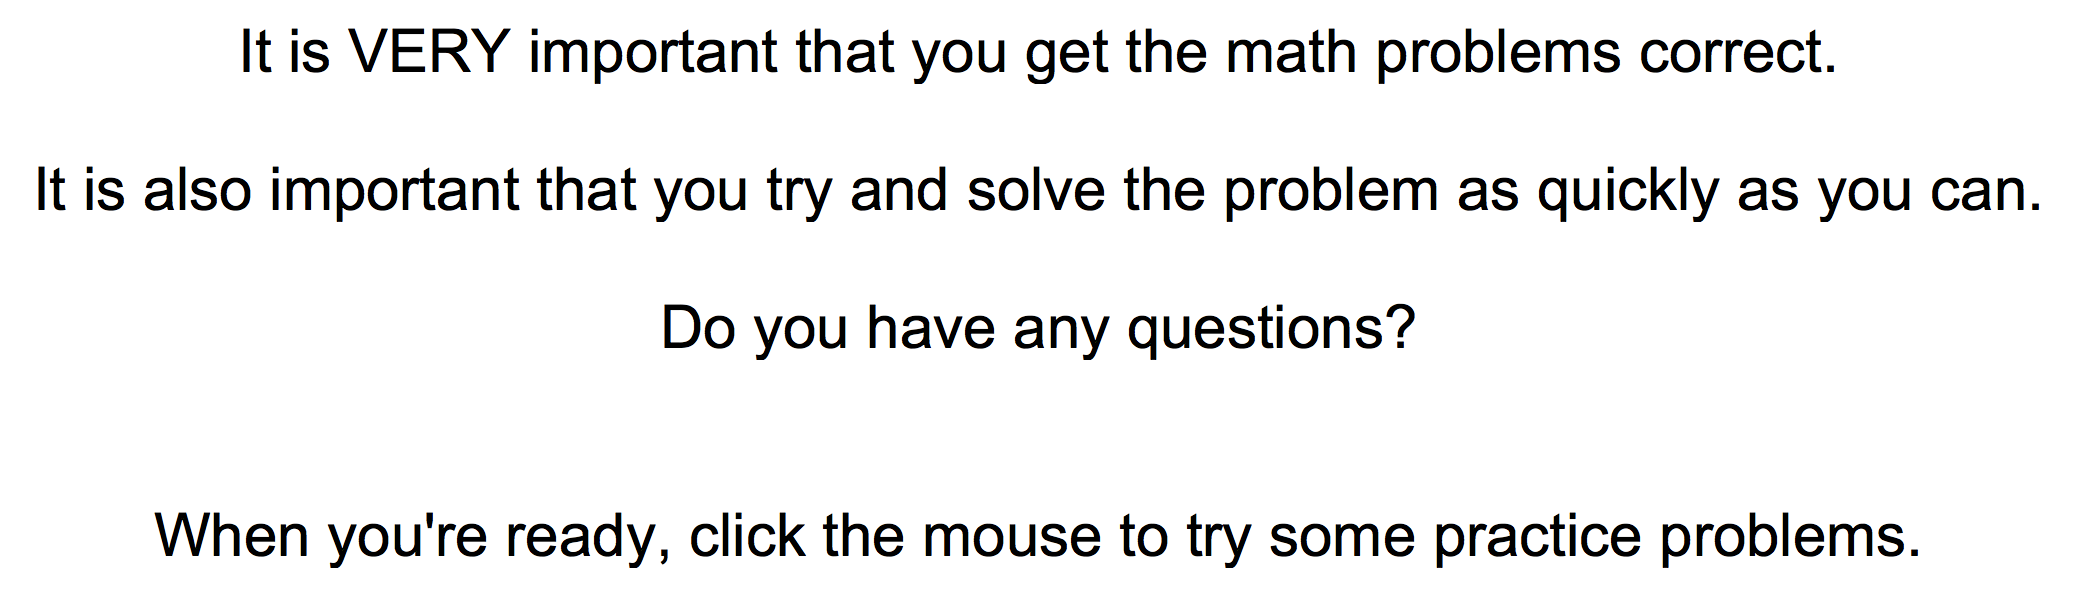 It is VERY important that you get the math problems correct.
It is also important that you try and solve the problem as quickly as you can.
Do you have any questions?
When you're ready, click the mouse to try some practice problems.